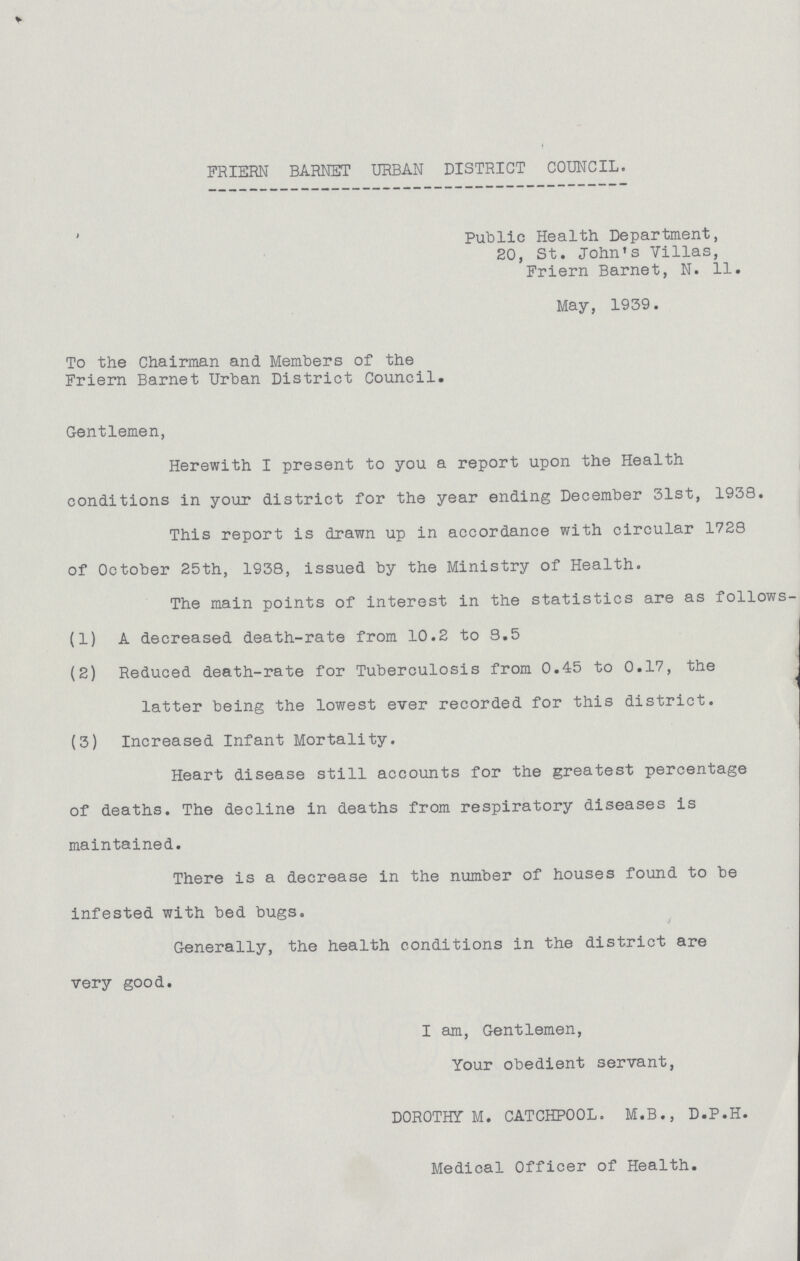 FRIERN BARNET URBAN DISTRICT COUNCIL.
Public Health Department,
20, St. John's Villas,
Friern Barnet, N. 11.
May, 1939.
To the Chairman and Members of the
Friern Barnet Urban District Council.
Gentlemen,
Herewith I present to you a report upon the Health
conditions in your district for the year ending December 31st, 1938.
This report is drawn up in accordance with circular 1728
of October 25th, 1938, issued by the Ministry of Health.
The main points of interest in the statistics are as follows-
(1) A decreased death-rate from 10.2 to 8.5
(2) Reduced death-rate for Tuberculosis from 0.45 to 0.17, the
latter being the lowest ever recorded for this district.
(3) Increased Infant Mortality.
Heart disease still accounts for the greatest percentage
of deaths. The decline in deaths from respiratory diseases is
maintained.
There is a decrease in the number of houses found to be
infested with bed bugs.
Generally, the health conditions in the district are
very good.
I am, Gentlemen,
Your obedient servant,
DOROTHY M. CATCHPOOL. M.B., D.P.H.
Medical Officer of Health.